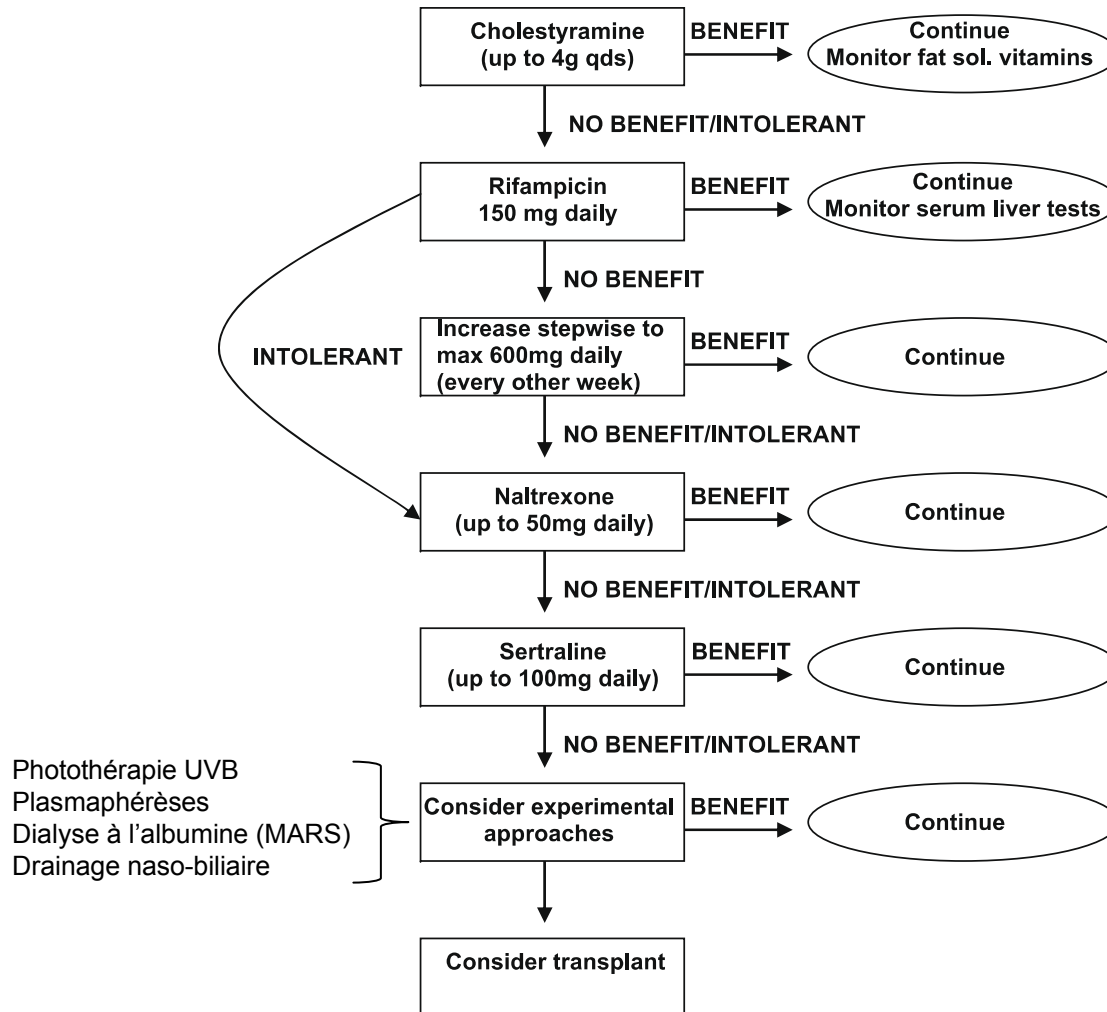 Cholestyramine
(up to 4g qds)
BENEFIT
Continue
Monitor fat sol. vitamins
NO BENEFIT/INTOLERANT
Rifampicin
150 mg daily
BENEFIT
Continue
Monitor serum liver tests
NO BENEFIT
INTOLERANT
Increase stepwise to
max 600mg daily
(every other week)
BENEFIT
Continue
NO BENEFIT/INTOLERANT
Naltrexone
(up to 50mg daily)
BENEFIT
Continue
NO BENEFIT/INTOLERANT
Sertraline
(up to 100mg daily)
BENEFIT
Continue
NO BENEFIT/INTOLERANT
Photothérapie UVB
Plasmaphérèses
Dialyse à l’albumine (MARS)
Drainage naso-biliaire
Consider experimental
approaches
BENEFIT
Continue
Consider transplant